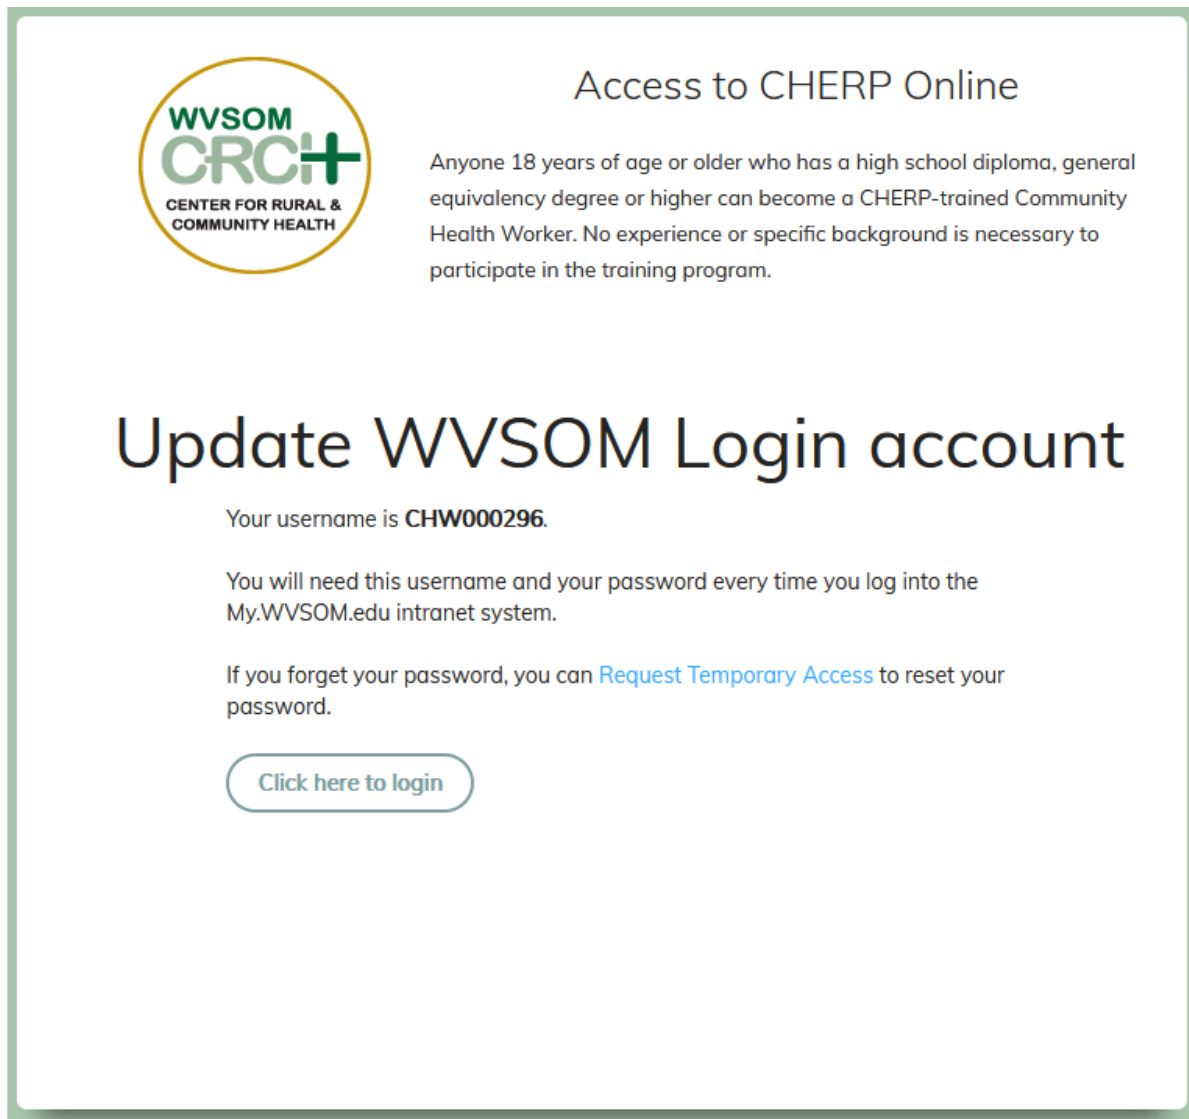 WVSOM
CRCH
CENTER FOR RURAL &
COMMUNITY HEALTH
Access to CHERP Online
Anyone 18 years of age or older who has a high school diploma, general
equivalency degree or higher can become a CHERP-trained Community
Health Worker. No experience or specific background is necessary to
participate in the training program.
Update WVSOM Login account
Your username is CHW000296.
You will need this username and your password every time you log into the
My.WVSOM.edu intranet system.
If you forget your password, you can Request Temporary Access to reset your
password.
Click here to login